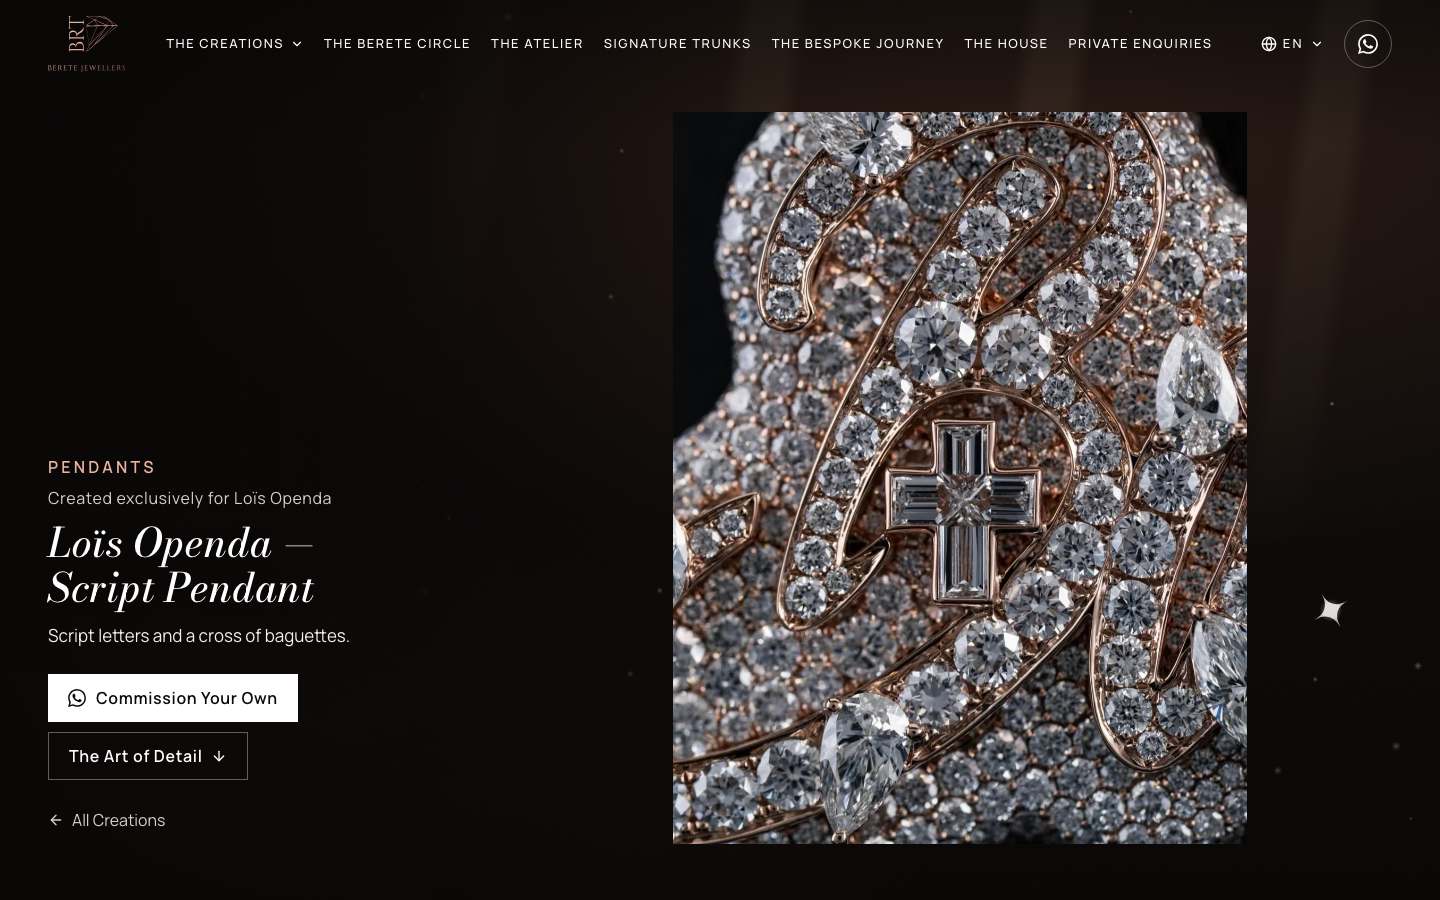 BRT
BERETE JEWELLERS
THE CREATIONS
THE BERETE CIRCLE
THE ATELIER
SIGNATURE TRUNKS
THE BESPOKE JOURNEY
THE HOUSE
PRIVATE ENQUIRIES
EN
PENDANTS
Created exclusively for Loïs Openda
Loïs Openda —
Script Pendant
Script letters and a cross of baguettes.
Commission Your Own
The Art of Detail ↓
← All Creations